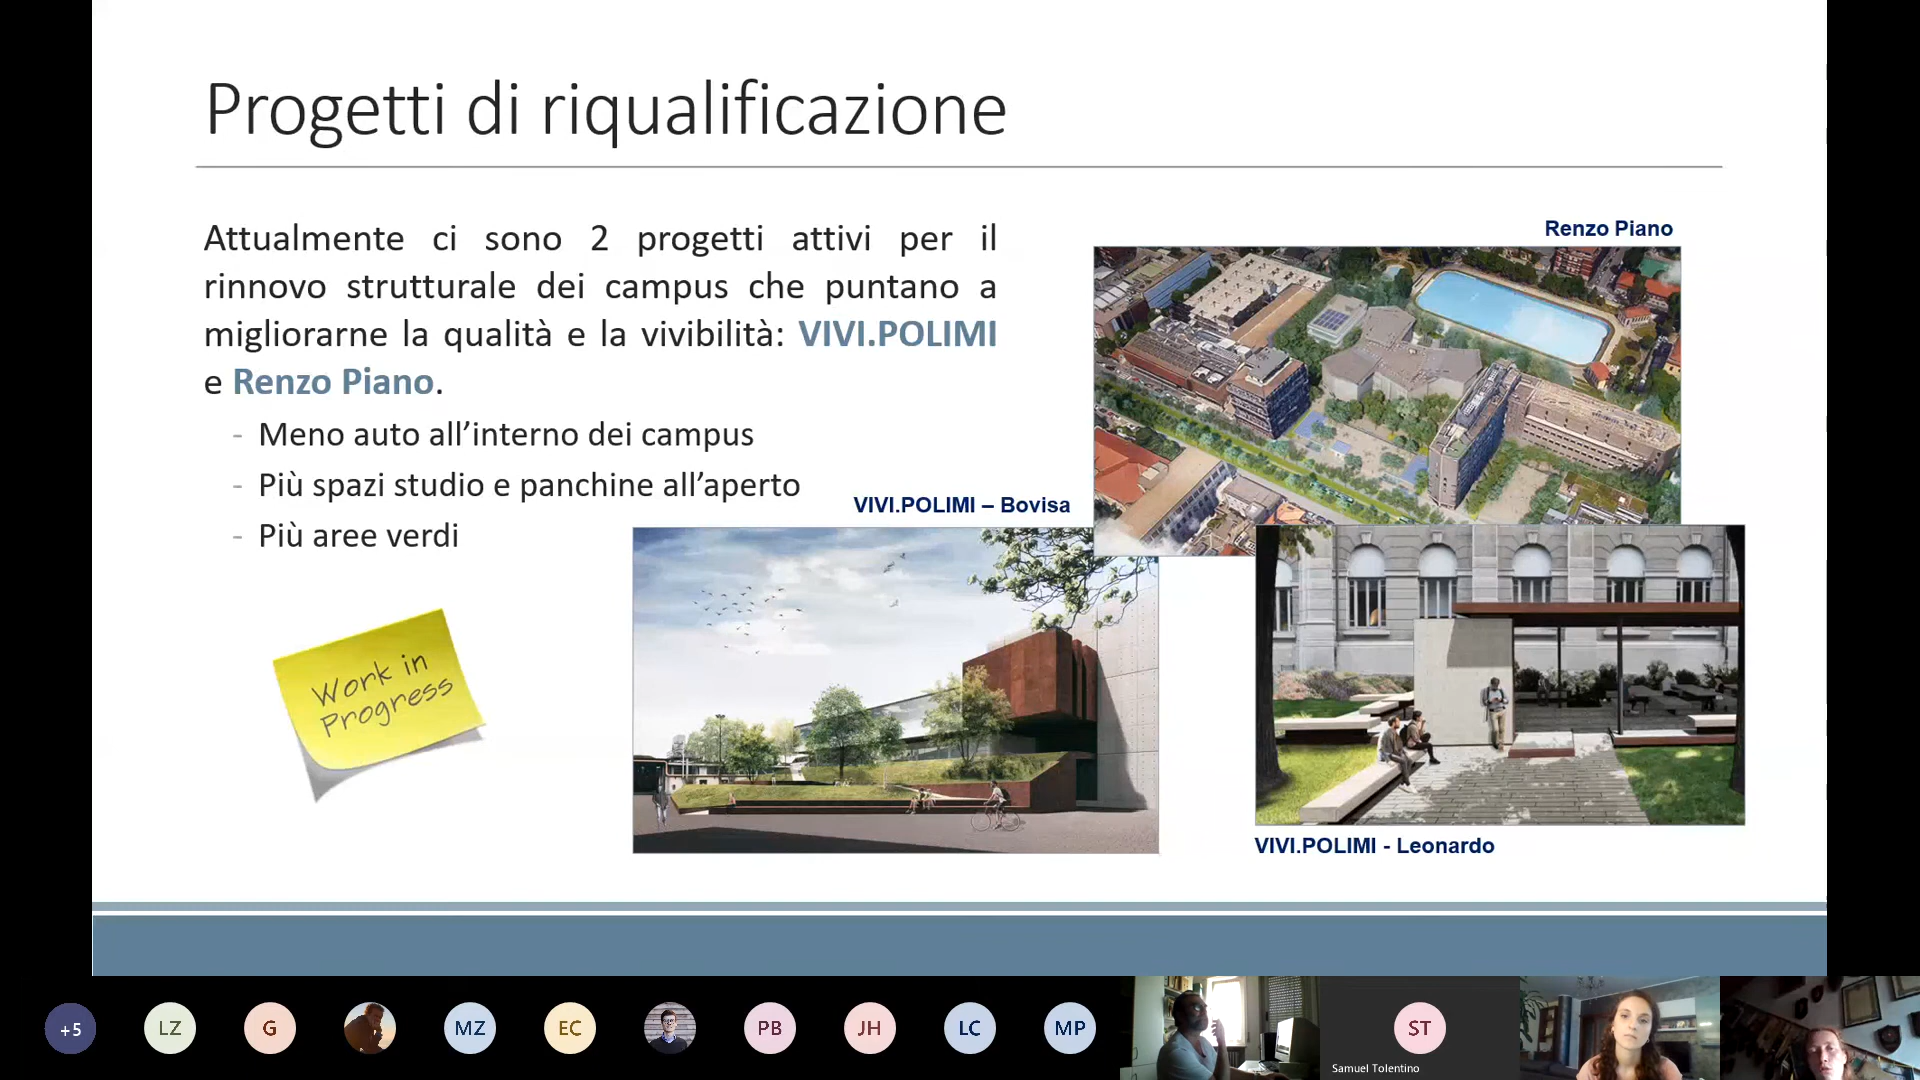 Progetti di riqualificazione
Attualmente ci sono 2 progetti attivi per il
rinnovo strutturale dei campus che puntano a
migliorarne la qualità e la vivibilità: VIVI.POLIMI
e Renzo Piano.
- Meno auto all’interno dei campus
- Più spazi studio e panchine all’aperto
- Più aree verdi
Work in
Progress
Renzo Piano
VIVI.POLIMI – Bovisa
VIVI.POLIMI - Leonardo
+5
LZ
G
MZ
EC
PB
JH
LC
MP
ST
Samuel Tolentino